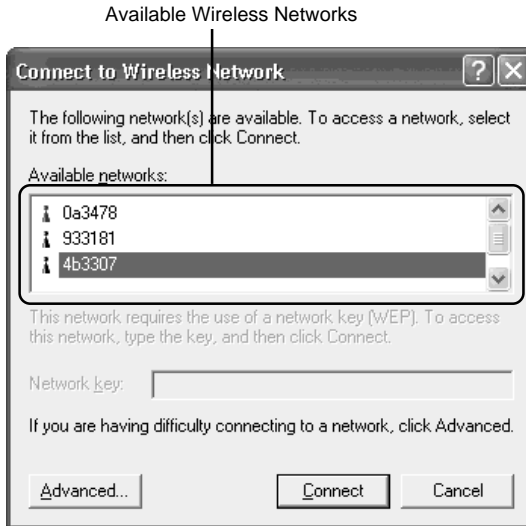 Available Wireless Networks
Connect to Wireless Network
The following network(s) are available. To access a network, select
it from the list, and then click Connect.
Available networks:
0a3478
933181
4b3307
This network requires the use of a network key (WEP). To access
this network, type the key, and then click Connect.
Network key:
If you are having difficulty connecting to a network, click Advanced.
Advanced... Connect Cancel